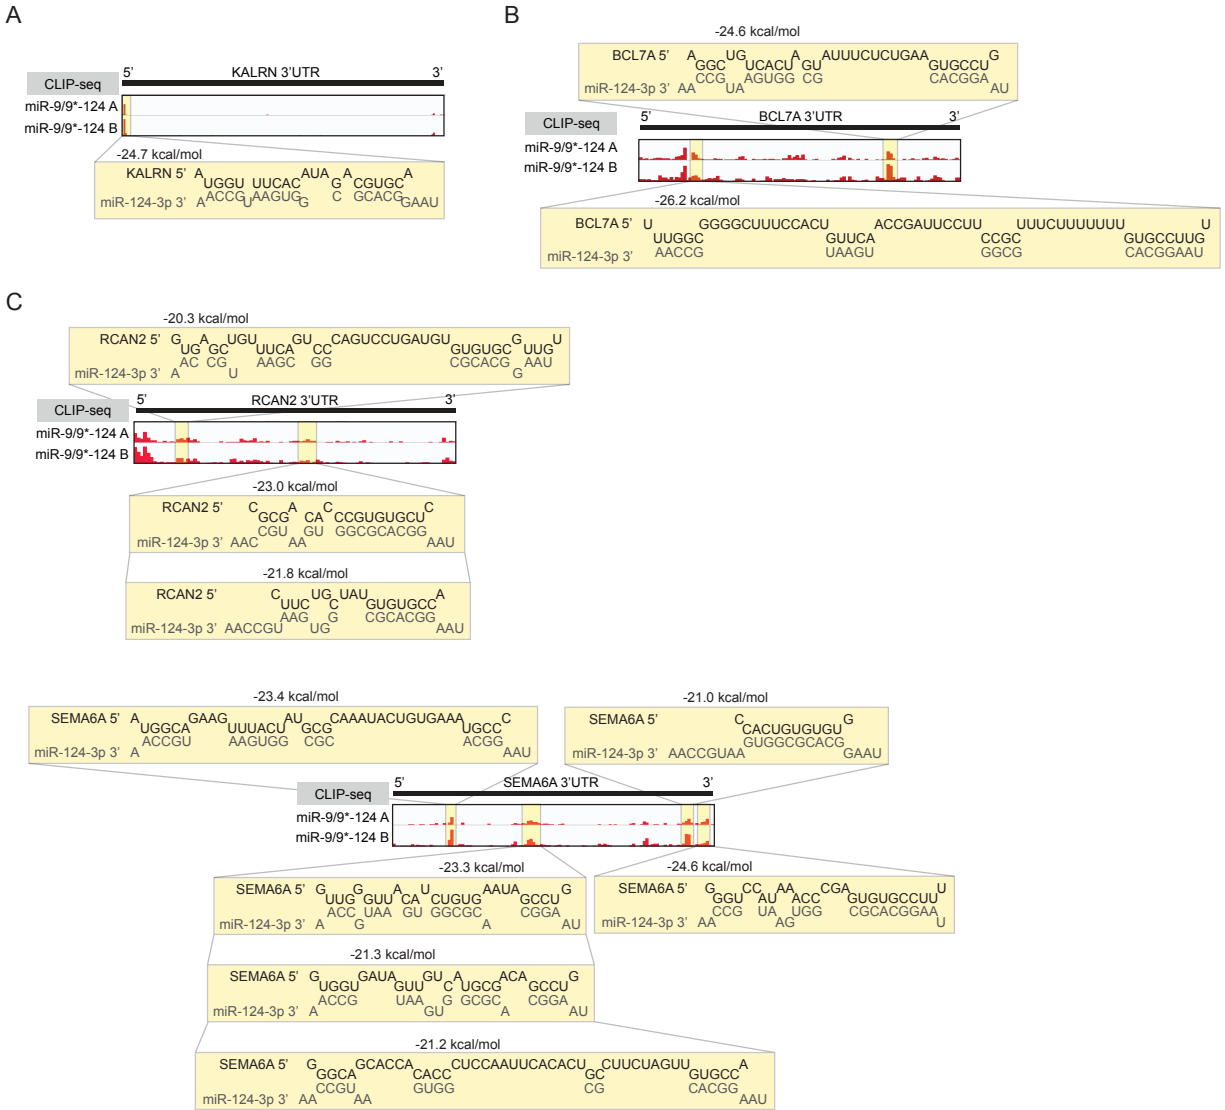 A
KALRN 3'UTR
5'
3'
CLIP-seq
miR-9/9*-124 A
miR-9/9*-124 B
-24.7 kcal/mol
KALRN 5' A AUA G A
UGGU UUCAC A CGUGC
ACCG AAGUG C GCACG
miR-124-3p 3' A U G GAAU
B
-24.6 kcal/mol
BCL7A 5' A UG A AUUUCUCUGAA G
GGC UCACU GU GUGCCU
CCG AGUGG CG CACGGA
miR-124-3p 3' AA UA AU
5'
BCL7A 3'UTR
3'
CLIP-seq
miR-9/9*-124 A
miR-9/9*-124 B
-26.2 kcal/mol
BCL7A 5' U GGGGCUUUCCACU ACCGAUUCCUU UUUCUUUUUUU U
UUGGC GUUCA CCGC GUGCCUUG
AACCG UAAGU GGCG CACGGAAU
miR-124-3p 3'
C
-20.3 kcal/mol
RCAN2 5' G A UGU GU CAGUCCUGAUGU G U
UG GC UUCA CC GUGUGC UUG
AC CG AAGC GG CGCACG AAU
miR-124-3p 3' A U G
5'
RCAN2 3'UTR
3'
CLIP-seq
miR-9/9*-124 A
miR-9/9*-124 B
-23.0 kcal/mol
RCAN2 5' C A C C
GCG CA CCGUGUGCU
CGU GU GGCGCACGG
miR-124-3p 3' AAC AA AAU
-21.8 kcal/mol
RCAN2 5' C UG UAU A
UUC C GUGUGCC
AAG G CGCACGG
miR-124-3p 3' AACCGU UG AAU
-23.4 kcal/mol
SEMA6A 5' A GAAG AU CAAAUACUGUGAAA C
UGGCA UUUACU GCG UGCC
ACCGU AAGUGG CGC ACGG
miR-124-3p 3' A AAU
-21.0 kcal/mol
SEMA6A 5' C G
CACUGUGUGU
GUGGCGCACG
miR-124-3p 3' AACCGUAA GAAU
5'
SEMA6A 3'UTR
3'
CLIP-seq
miR-9/9*-124 A
miR-9/9*-124 B
-23.3 kcal/mol
SEMA6A 5' G G A U AAUA G
UUG GUU CA CUGUG GCCU
ACC UAA GU GGCGC CGGA
miR-124-3p 3' A G A AU
-24.6 kcal/mol
SEMA6A 5' G CC AA CGA U
GGU AU ACC GUGUGCCUU
CCG UA UGG CGCACGGAA
miR-124-3p 3' AA AG U
-21.3 kcal/mol
SEMA6A 5' G GAUA GU A ACA G
UGGU GUU C UGCG GCCU
ACCG UAA G GCGC CGGA
miR-124-3p 3' A GU A AU
-21.2 kcal/mol
SEMA6A 5' G GCACCA CUCCAAUUCACACU CUUCUAGUU A
GGCA CACC GC GUGCC
CCGU GUGG CG CACGG
miR-124-3p 3' AA AA AAU